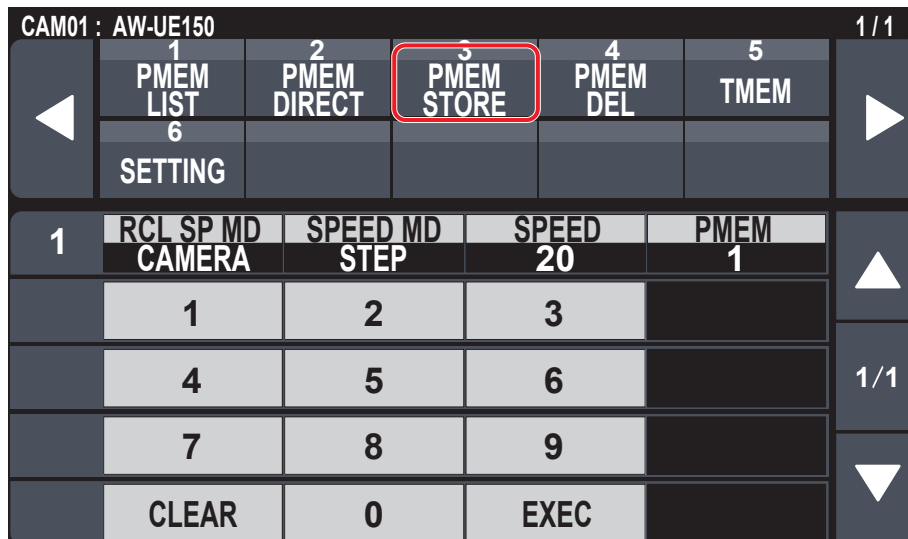 CAM01 : AW-UE150 1 / 1
1 2 3 4 5
PMEM PMEM PMEM PMEM TMEM
LIST DIRECT STORE DEL
6
SETTING
1 RCL SP MD SPEED MD SPEED PMEM
CAMERA STEP 20 1
1 2 3
4 5 6 1/1
7 8 9
CLEAR 0 EXEC